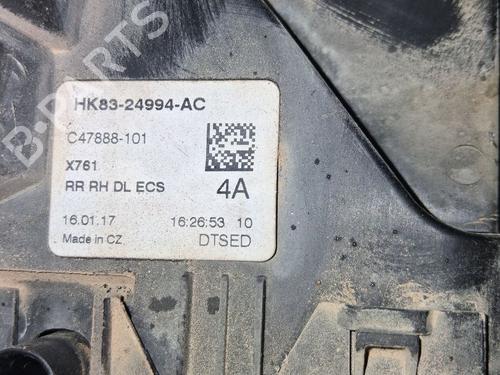 HK83-24994-AC
C47888-101
X761
RR RH DL ECS 4A
16.01.17 16:26:53 10
Made in CZ DTSED
B-PARTS